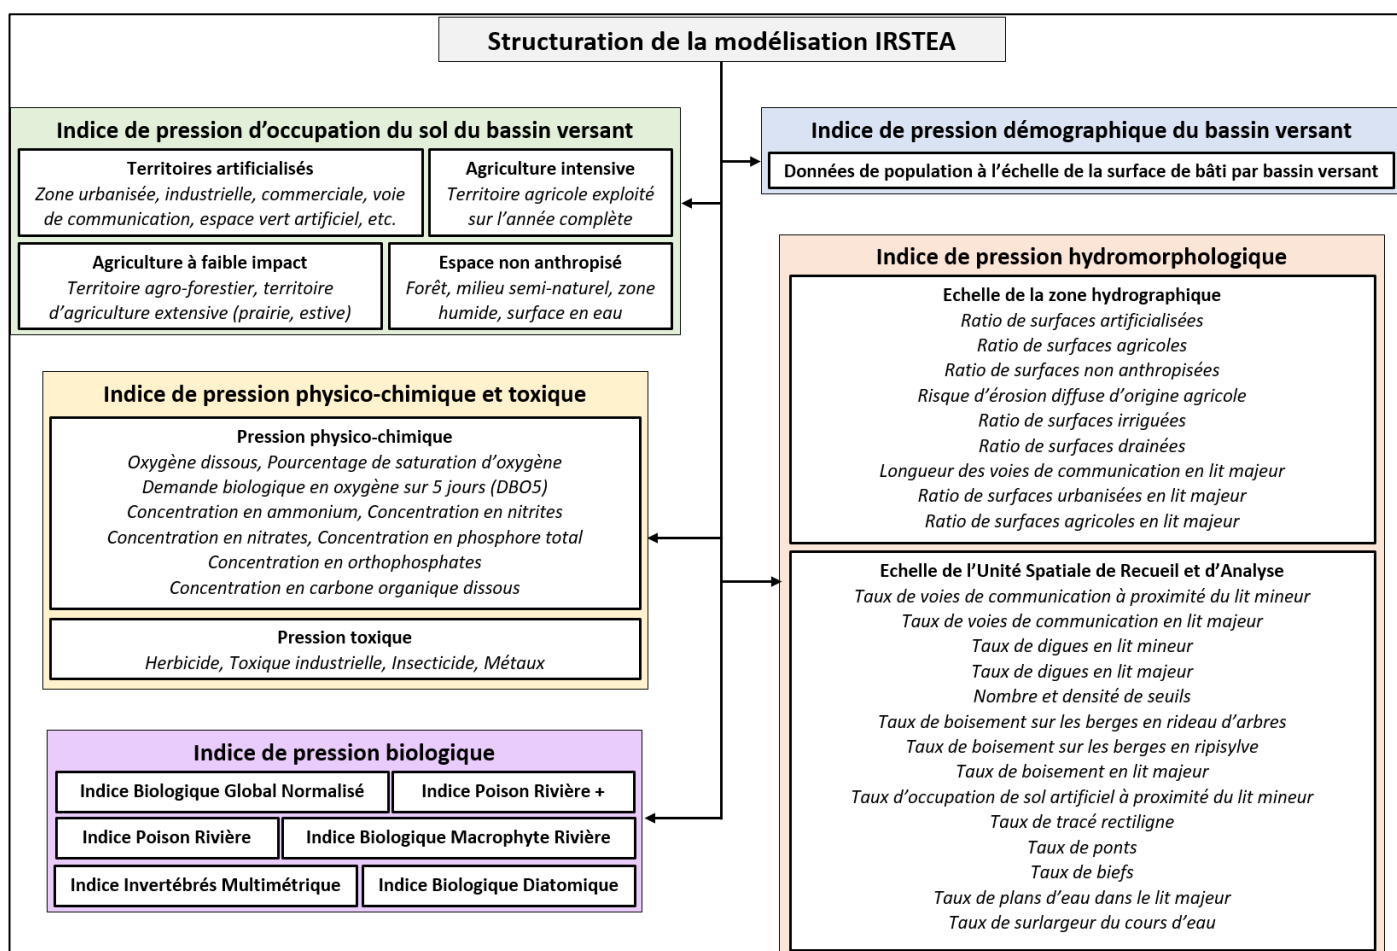 Structuration de la modélisation IRSTEA
Indice de pression d’occupation du sol du bassin versant
Territoires artificialisés
Zone urbanisée, industrielle, commerciale, voie
de communication, espace vert artificiel, etc.
Agriculture intensive
Territoire agricole exploité
sur l’année complète
Agriculture à faible impact
Territoire agro-forestier, territoire
d’agriculture extensive (prairie, estive)
Espace non anthropisé
Forêt, milieu semi-naturel, zone
humide, surface en eau
Indice de pression démographique du bassin versant
Données de population à l’échelle de la surface de bâti par bassin versant
Indice de pression physico-chimique et toxique
Pression physico-chimique
Oxygène dissous, Pourcentage de saturation d’oxygène
Demande biologique en oxygène sur 5 jours (DBO5)
Concentration en ammonium, Concentration en nitrites
Concentration en nitrates, Concentration en phosphore total
Concentration en orthophosphates
Concentration en carbone organique dissous
Pression toxique
Herbicide, Toxique industrielle, Insecticide, Métaux
Indice de pression hydromorphologique
Echelle de la zone hydrographique
Ratio de surfaces artificialisées
Ratio de surfaces agricoles
Ratio de surfaces non anthropisées
Risque d’érosion diffuse d’origine agricole
Ratio de surfaces irriguées
Ratio de surfaces drainées
Longueur des voies de communication en lit majeur
Ratio de surfaces urbanisées en lit majeur
Ratio de surfaces agricoles en lit majeur
Echelle de l’Unité Spatiale de Recueil et d’Analyse
Taux de voies de communication à proximité du lit mineur
Taux de voies de communication en lit majeur
Taux de digues en lit mineur
Taux de digues en lit majeur
Nombre et densité de seuils
Taux de boisement sur les berges en rideau d’arbres
Taux de boisement sur les berges en ripisylve
Taux de boisement en lit majeur
Taux d’occupation de sol artificiel à proximité du lit mineur
Taux de tracé rectiligne
Taux de ponts
Taux de biefs
Taux de plans d’eau dans le lit majeur
Taux de surlargeur du cours d’eau
Indice de pression biologique
Indice Biologique Global Normalisé
Indice Poison Rivière +
Indice Poison Rivière
Indice Biologique Macrophyte Rivière
Indice Invertébrés Multimétrique
Indice Biologique Diatomique